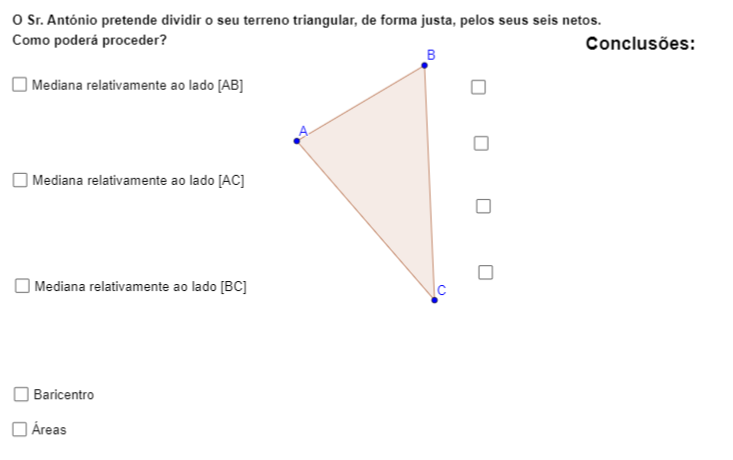 O Sr. António pretende dividir o seu terreno triangular, de forma justa, pelos seus seis netos.
Como poderá proceder?
Conclusões:
B
Mediana relativamente ao lado [AB]
A
Mediana relativamente ao lado [AC]
Mediana relativamente ao lado [BC]
C
Baricentro
Áreas